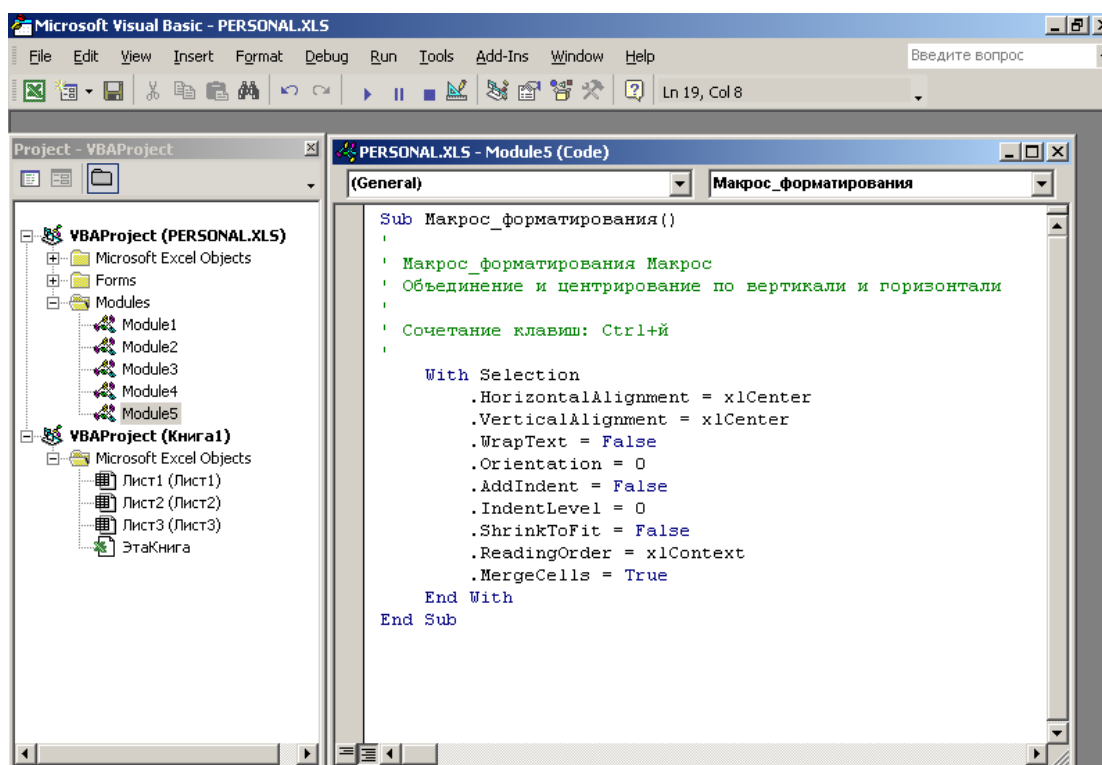 Microsoft Visual Basic - PERSONAL.XLS
File Edit View Insert Format Debug Run Tools Add-Ins Window Help Введите вопрос
Ln 19, Col 8
Project - VBAProject
VBAProject (PERSONAL.XLS)
Microsoft Excel Objects
Forms
Modules
Module1
Module2
Module3
Module4
Module5
VBAProject (Книга1)
Microsoft Excel Objects
Лист1 (Лист1)
Лист2 (Лист2)
Лист3 (Лист3)
ЭтаКнига
PERSONAL.XLS - Module5 (Code)
(General) Макрос_форматирования
Sub Макрос_форматирования()
'
' Макрос_форматирования Макрос
' Объединение и центрирование по вертикали и горизонтали
'
' Сочетание клавиш: Ctrl+й
'
With Selection
.HorizontalAlignment = xlCenter
.VerticalAlignment = xlCenter
.WrapText = False
.Orientation = 0
.AddIndent = False
.IndentLevel = 0
.ShrinkToFit = False
.ReadingOrder = xlContext
.MergeCells = True
End With
End Sub